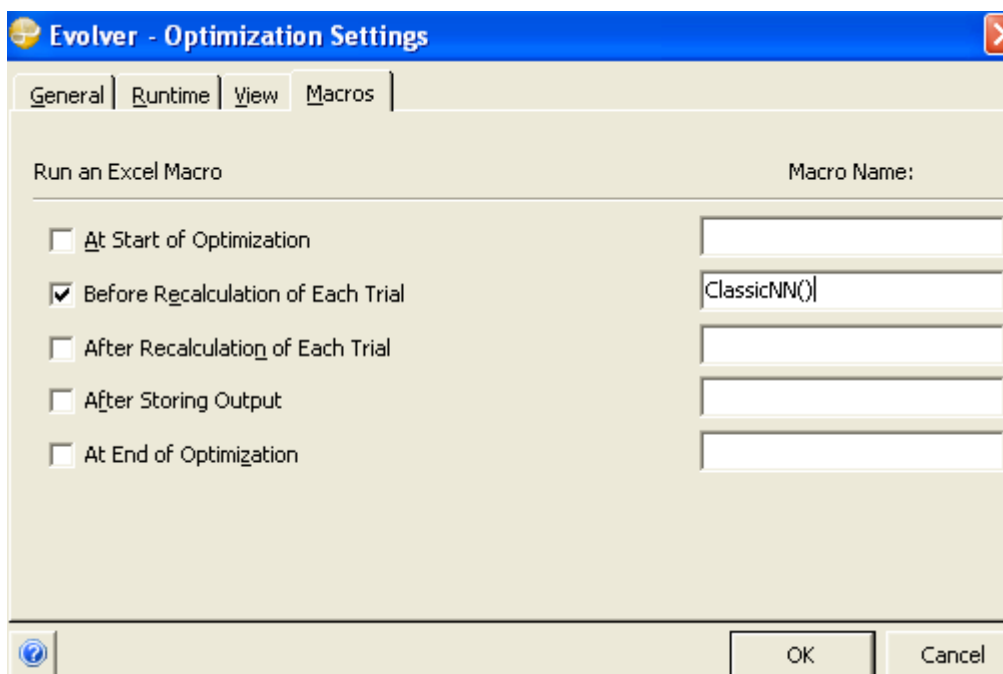 Evolver - Optimization Settings
General Runtime View Macros
Run an Excel Macro Macro Name:
At Start of Optimization
Before Recalculation of Each Trial ClassicNN()
After Recalculation of Each Trial
After Storing Output
At End of Optimization
OK Cancel